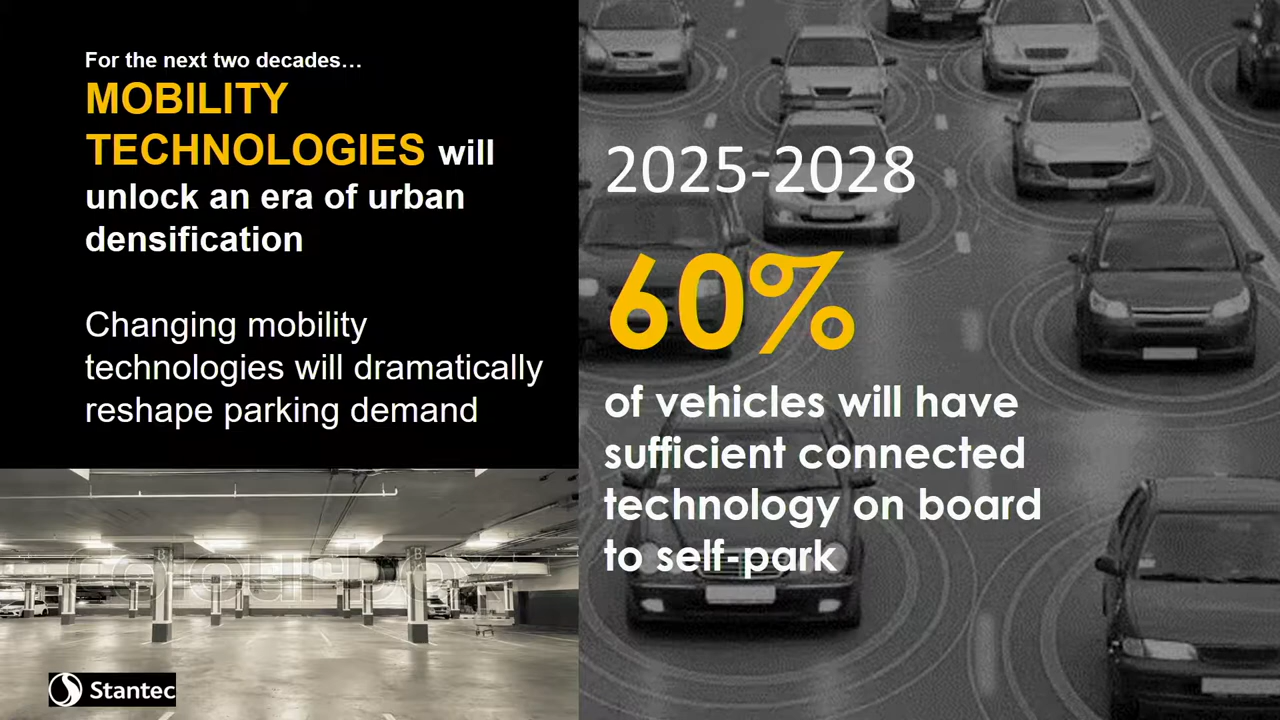 For the next two decades…
MOBILITY
TECHNOLOGIES will
unlock an era of urban
densification
Changing mobility
technologies will dramatically
reshape parking demand
2025-2028
60%
of vehicles will have
sufficient connected
technology on board
to self-park
colourbox
B
B
Stantec